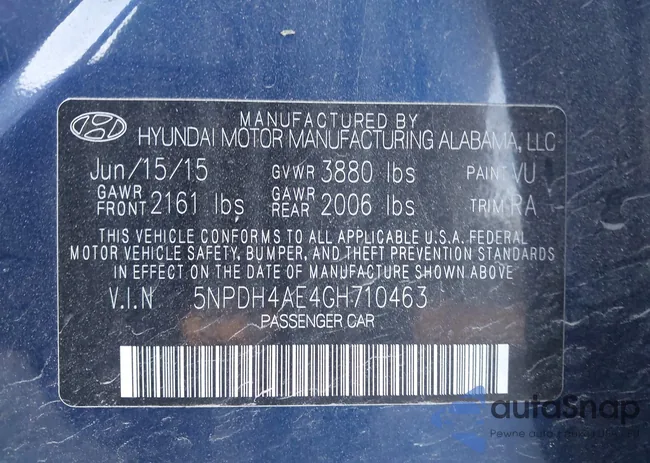 MANUFACTURED BY
HYUNDAI MOTOR MANUFACTURING ALABAMA, LLC
Jun/15/15 GVWR 3880 lbs PAINT VU
GAWR FRONT 2161 lbs GAWR REAR 2006 lbs TRIM RA
THIS VEHICLE CONFORMS TO ALL APPLICABLE U.S.A. FEDERAL
MOTOR VEHICLE SAFETY, BUMPER, AND THEFT PREVENTION STANDARDS
IN EFFECT ON THE DATE OF MANUFACTURE SHOWN ABOVE
V.I.N 5NPDH4AE4GH710463
PASSENGER CAR
autoSnap
Pewne auto